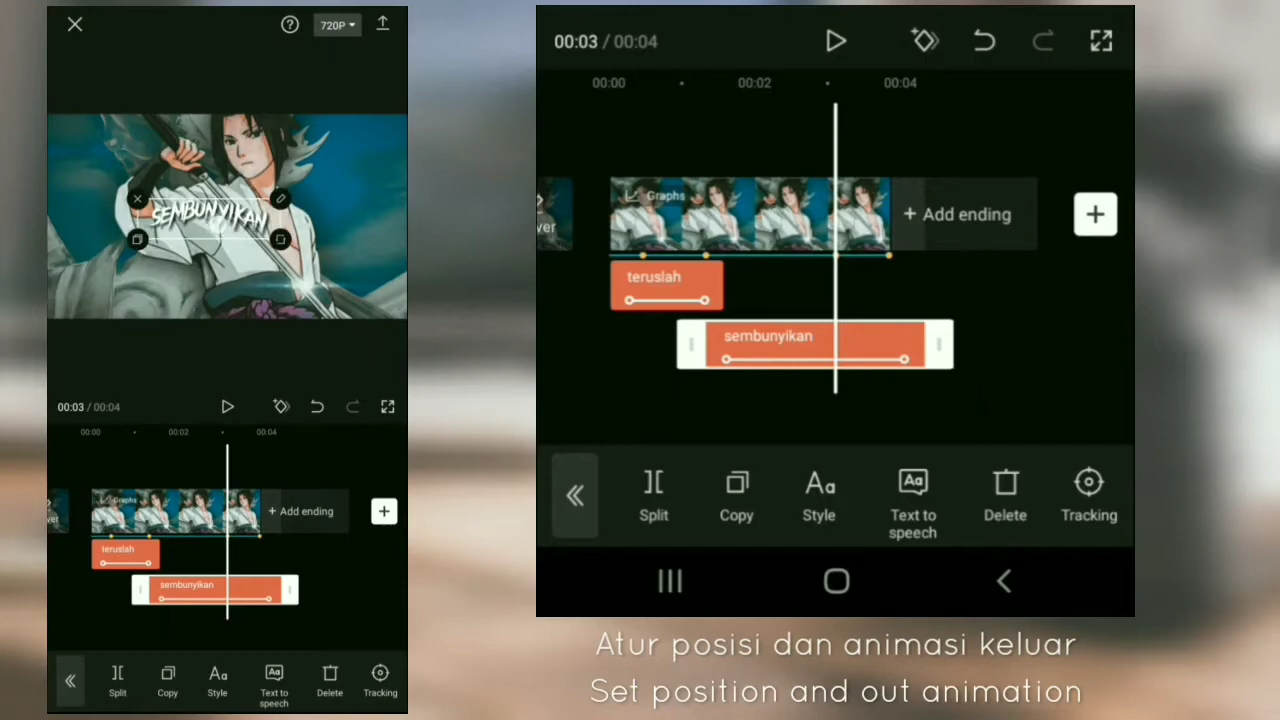 720P
SEMBUNYIKAN
00:03 / 00:04
00:00
00:02
00:04
ver
Graphs
+ Add ending
teruslah
sembunyikan
Split
Copy
Style
Text to
speech
Delete
Tracking
00:03 / 00:04
00:00
00:02
00:04
ver
Graphs
+ Add ending
teruslah
sembunyikan
Split
Copy
Style
Text to
speech
Delete
Tracking
Atur posisi dan animasi keluar
Set position and out animation